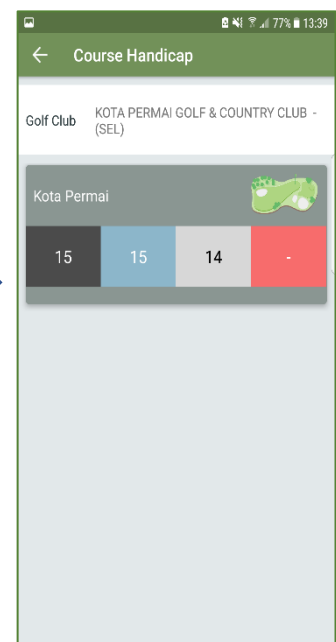 77% 13:39
← Course Handicap
Golf Club
KOTA PERMAI GOLF & COUNTRY CLUB -
(SEL)
Kota Permai
15 15 14 -